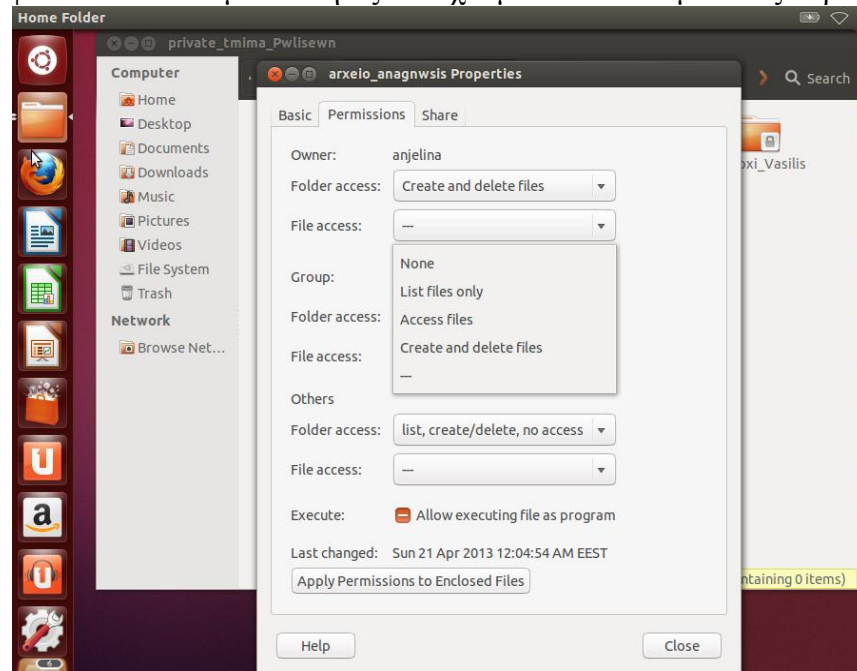 Home Folder
private_tmima_Pwlisewn
Computer
Home
Desktop
Documents
Downloads
Music
Pictures
Videos
File System
Trash
Network
Browse Net...
arxeio_anagnwsis Properties
Search
Basic Permissions Share
Owner: anjelina
Folder access: Create and delete files
File access: ---
None
List files only
Access files
Create and delete files
---
Group:
Folder access:
File access:
Others
Folder access: list, create/delete, no access
File access: ---
Execute: Allow executing file as program
Last changed: Sun 21 Apr 2013 12:04:54 AM EEST
Apply Permissions to Enclosed Files
Help Close
oxi_Vasilis
ntaining 0 items)